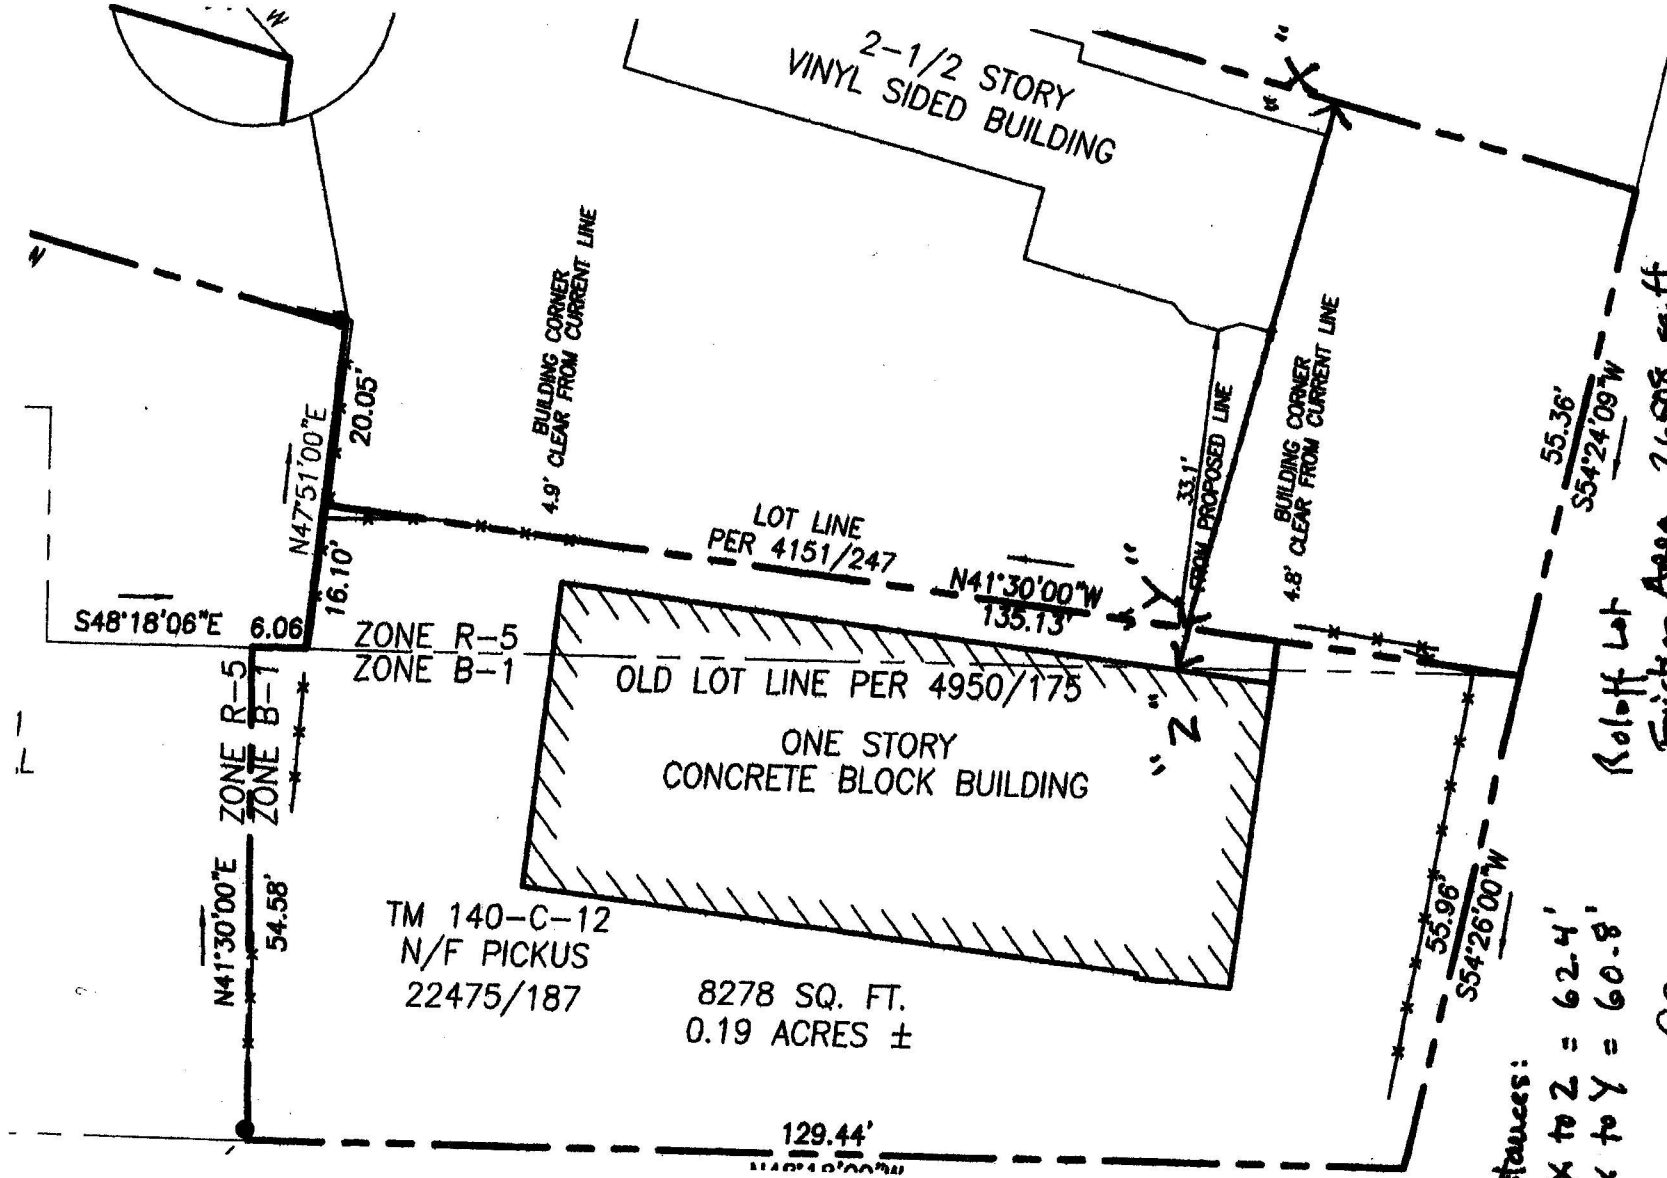 2-1/2 STORY
VINYL SIDED BUILDING
"X"
BUILDING CORNER
4.9' CLEAR FROM CURRENT LINE
BUILDING CORNER
4.8' CLEAR FROM CURRENT LINE
33.1'
FROM PROPOSED LINE
20.05'
N47°51'00"E
16.10'
55.36'
S54°24'09"W
LOT LINE
PER 4151/247
N41°30'00"W
135.13'
"Y"
S48°18'06"E
6.06
ZONE R-5
ZONE B-1
ZONE R-5
ZONE B-1
OLD LOT LINE PER 4950/175
"Z"
ONE STORY
CONCRETE BLOCK BUILDING
N41°30'00"E
54.58'
TM 140-C-12
N/F PICKUS
22475/187
8278 SQ. FT.
0.19 ACRES ±
55.96'
S54°26'00"W
129.44'
N48°18'00"W
Roloff Lot
X to Z = 62.4'
X to Y = 60.8'